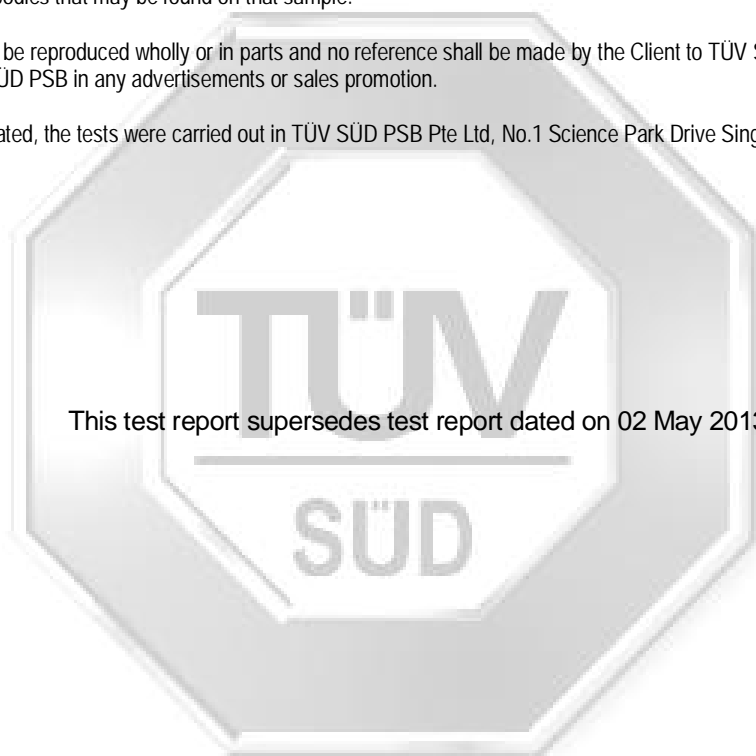 odies that may be found on that sample.
be reproduced wholly or in parts and no reference shall be made by the Client to TÜV S
ÜD PSB in any advertisements or sales promotion.
ated, the tests were carried out in TÜV SÜD PSB Pte Ltd, No.1 Science Park Drive Sing
TÜV
This test report supersedes test report dated on 02 May 2013
SÜD